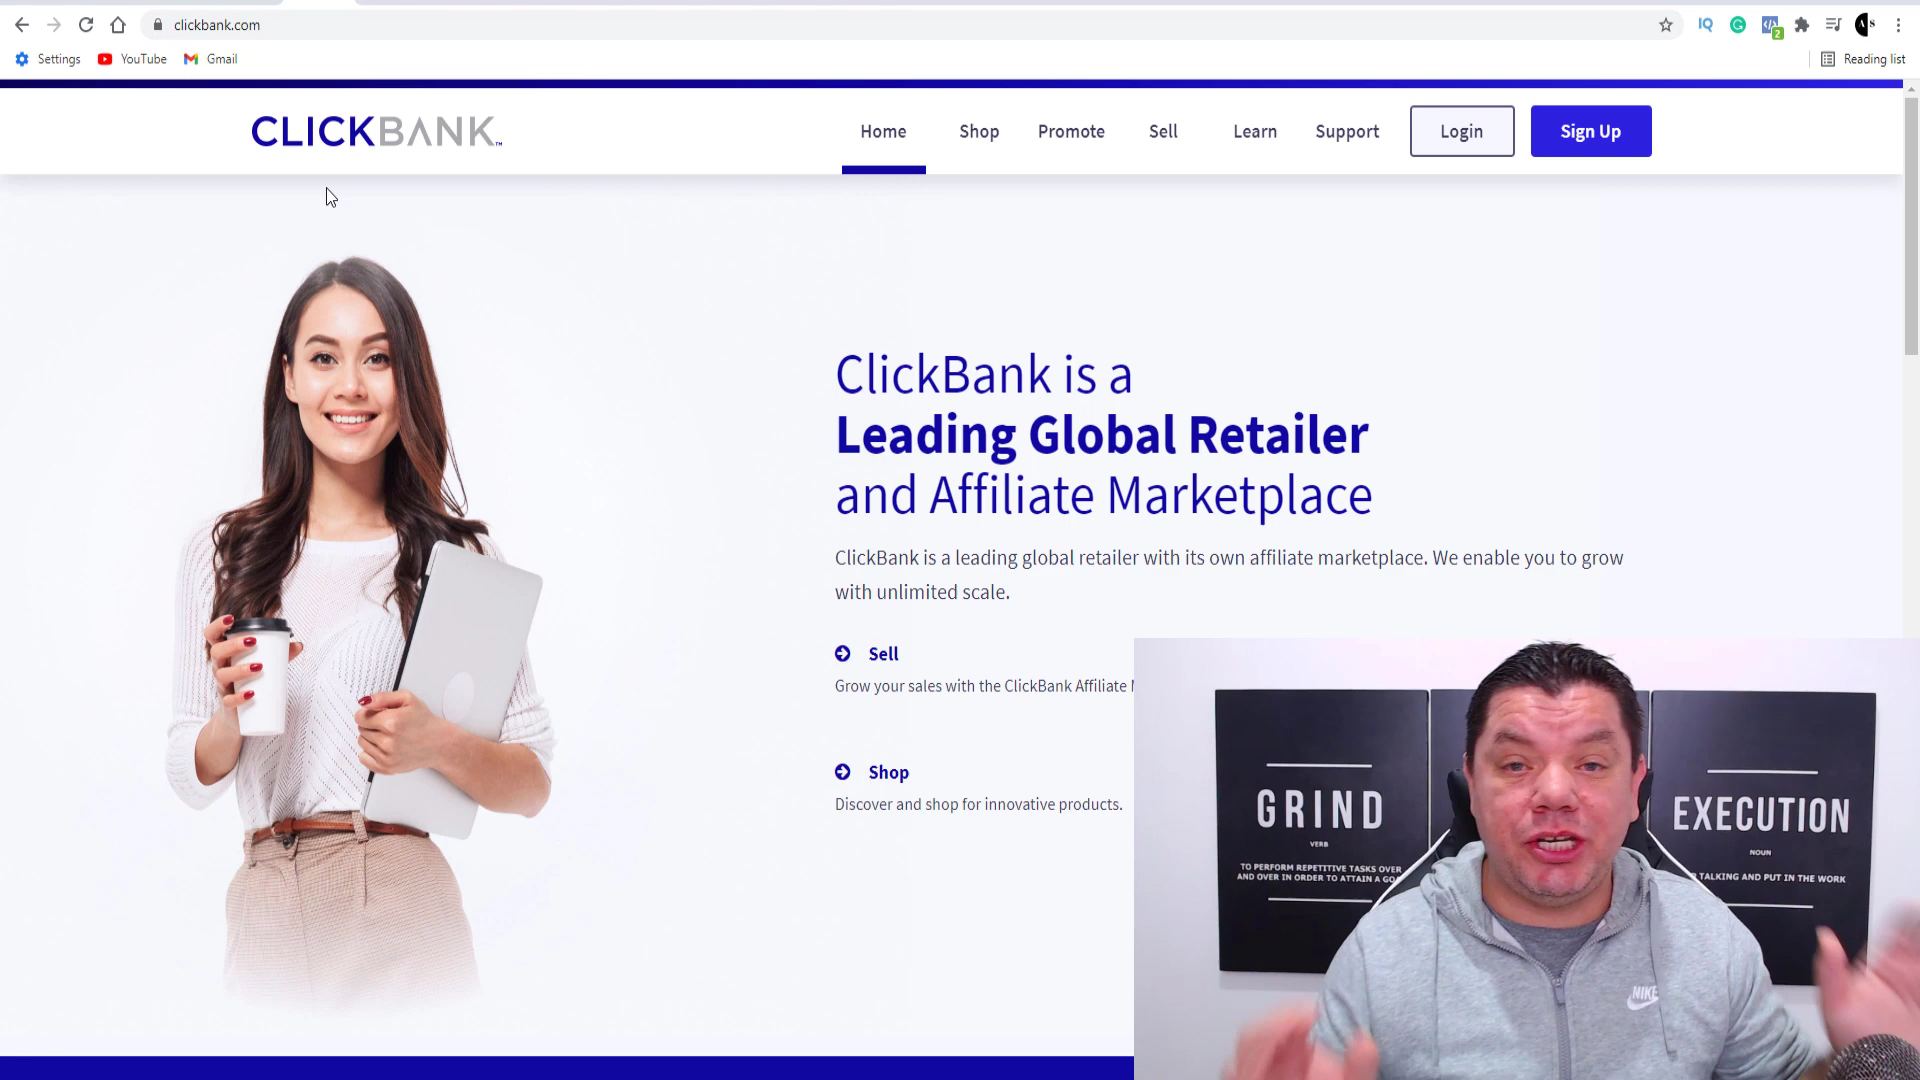 clickbank.com
IQ
2
Settings
YouTube
Gmail
Reading list
CLICKBANK™
Home
Shop
Promote
Sell
Learn
Support
Login
Sign Up
ClickBank is a
Leading Global Retailer
and Affiliate Marketplace
ClickBank is a leading global retailer with its own affiliate marketplace. We enable you to grow
with unlimited scale.
Sell
Grow your sales with the ClickBank Affiliate
Shop
Discover and shop for innovative products.
GRIND
VERB
TO PERFORM REPETITIVE TASKS OVER
AND OVER IN ORDER TO ATTAIN A
EXECUTION
NOUN
TALKING AND PUT IN THE WORK
NIKE